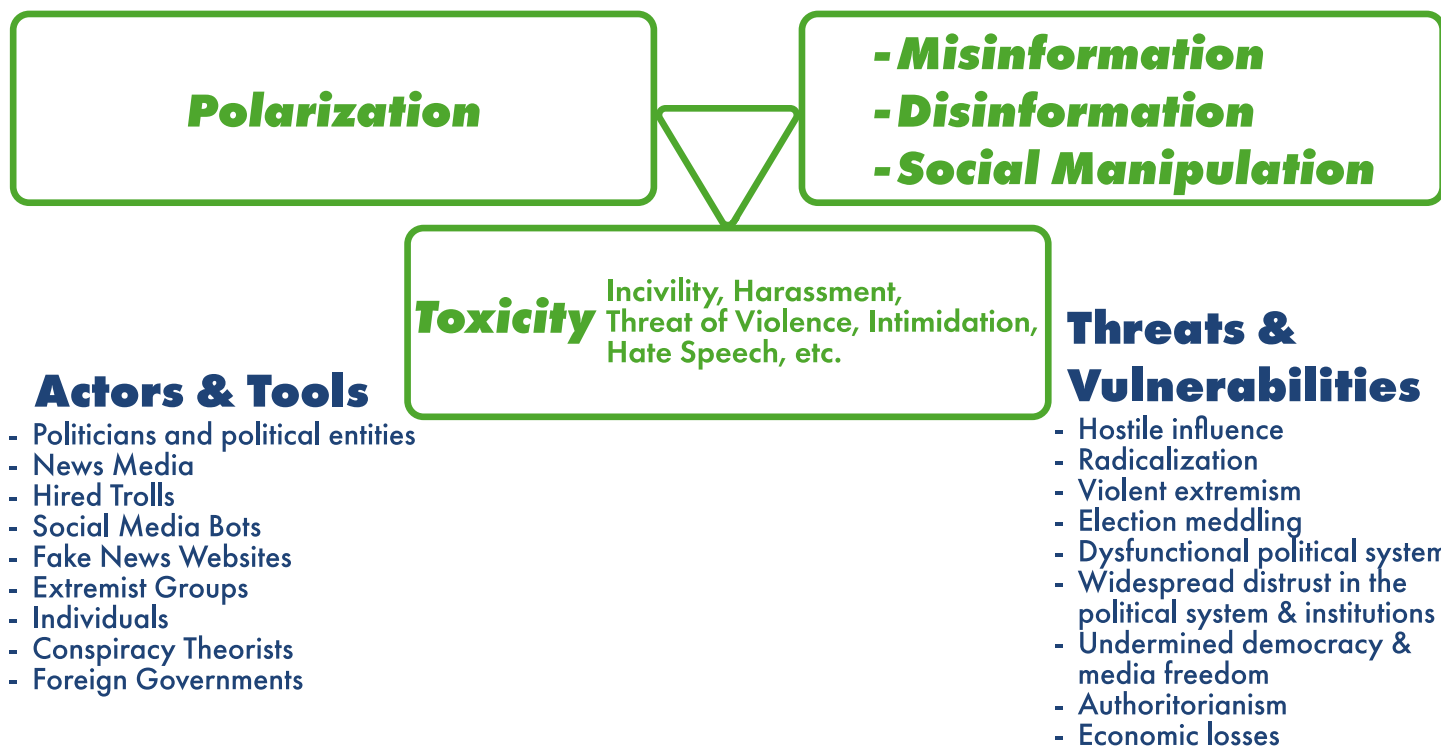 Polarization
- Misinformation
- Disinformation
- Social Manipulation
Toxicity
Incivility, Harassment,
Threat of Violence, Intimidation,
Hate Speech, etc.
Actors & Tools
- Politicians and political entities
- News Media
- Hired Trolls
- Social Media Bots
- Fake News Websites
- Extremist Groups
- Individuals
- Conspiracy Theorists
- Foreign Governments
Threats &
Vulnerabilities
- Hostile influence
- Radicalization
- Violent extremism
- Election meddling
- Dysfunctional political system
- Widespread distrust in the
political system & institutions
- Undermined democracy &
media freedom
- Authoritorianism
- Economic losses